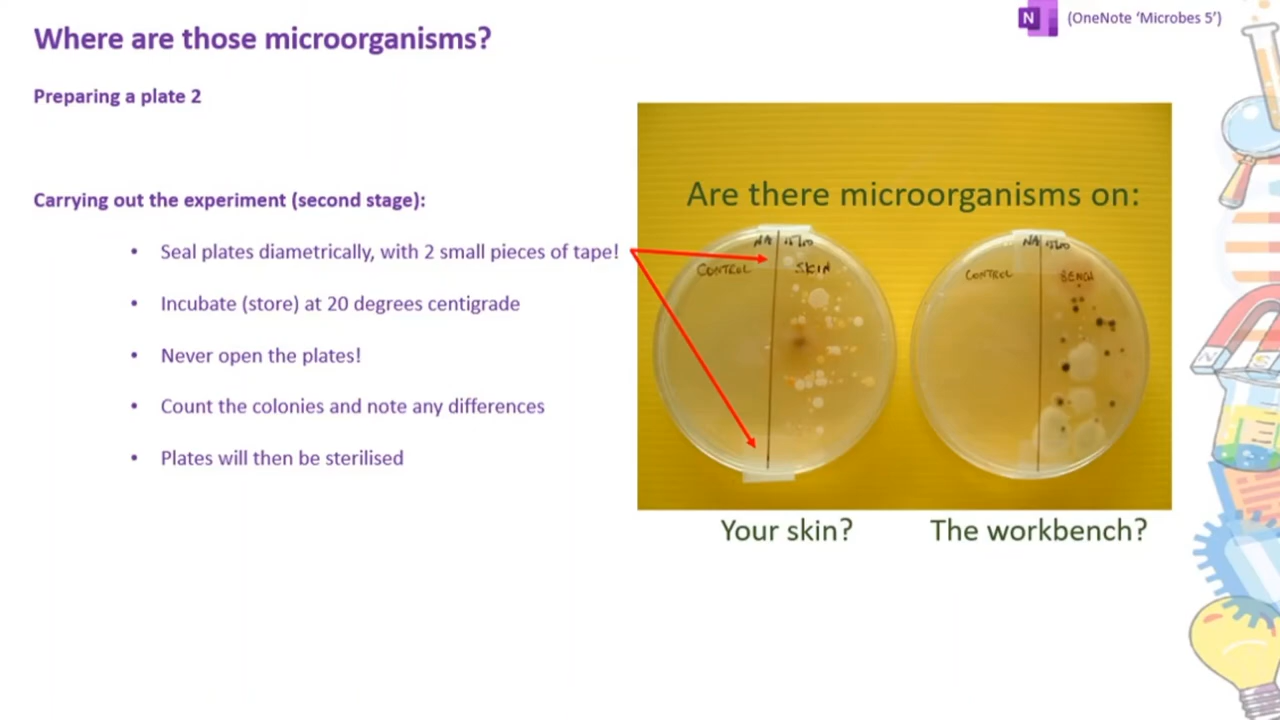 Where are those microorganisms?
N (OneNote ‘Microbes 5’)
Preparing a plate 2
Carrying out the experiment (second stage):
• Seal plates diametrically, with 2 small pieces of tape!
• Incubate (store) at 20 degrees centigrade
• Never open the plates!
• Count the colonies and note any differences
• Plates will then be sterilised
Are there microorganisms on:
NA
CONTROL SKIN
NA
CONTROL BENCH
Your skin? The workbench?
N S